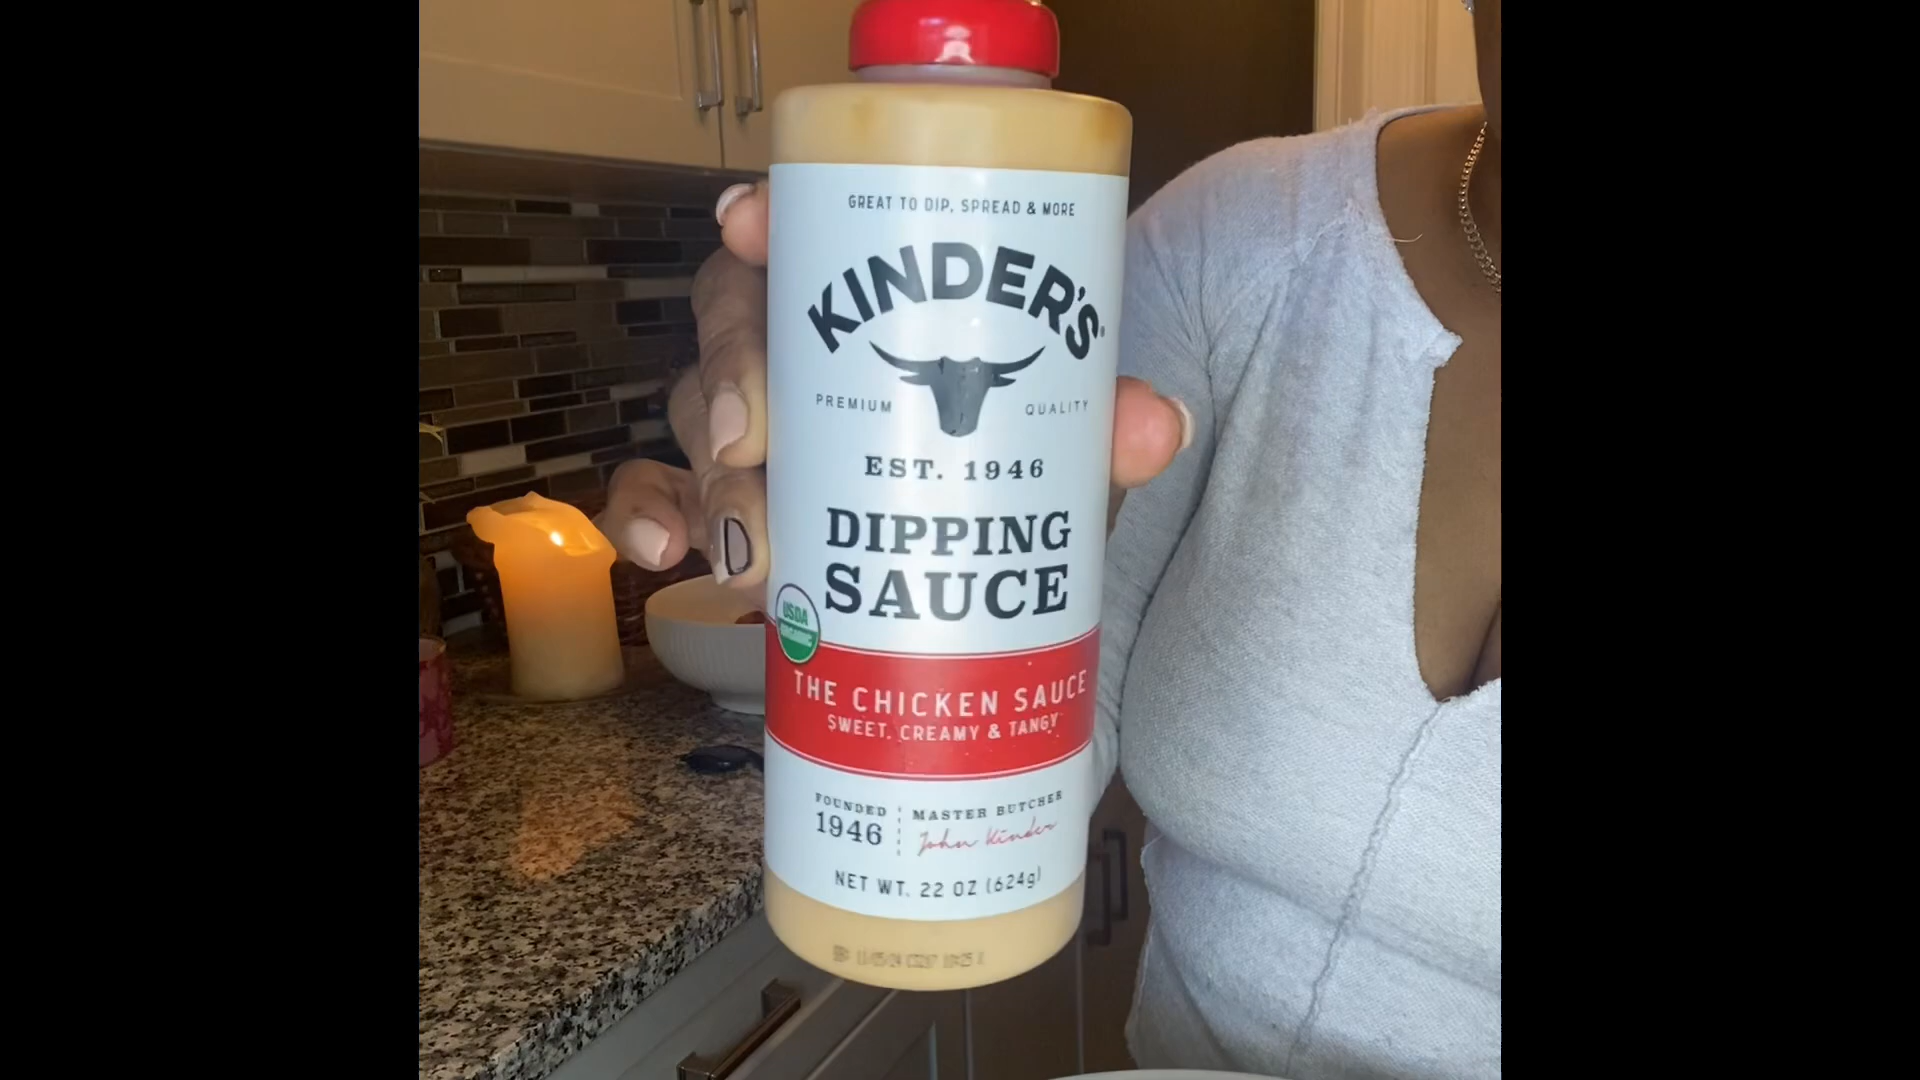 GREAT TO DIP, SPREAD & MORE
KINDER'S®
PREMIUM QUALITY
EST. 1946
DIPPING
SAUCE
USDA
ORGANIC
THE CHICKEN SAUCE
SWEET, CREAMY & TANGY
FOUNDED
1946
MASTER BUTCHER
John Kinder
NET WT. 22 OZ (624g)